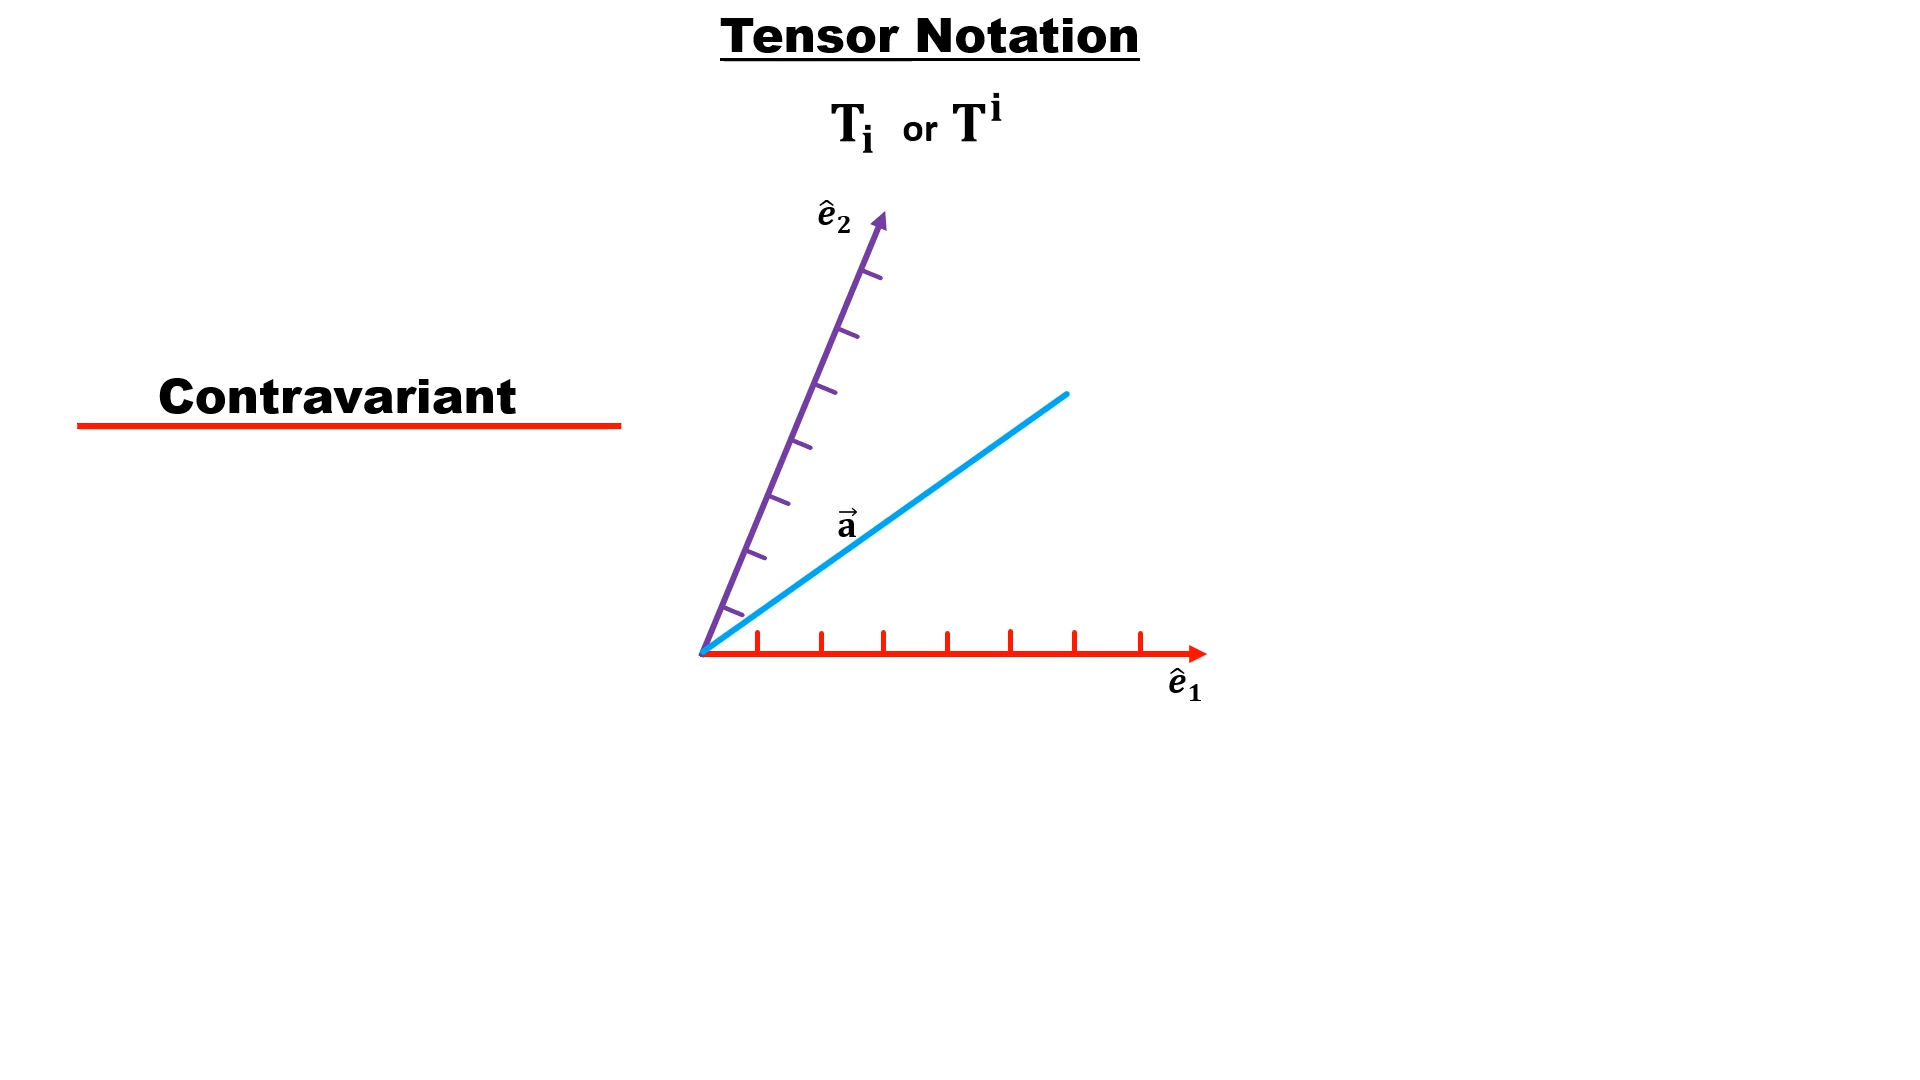 Tensor Notation
Tᵢ or Tⁱ
ê₂
Contravariant
a⃗
ê₁